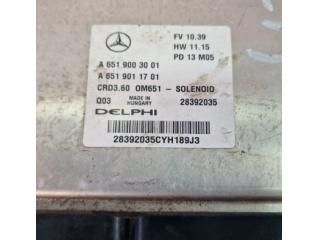 FV 10.39
HW 11.15
PD 13 M05
A 651 900 30 01
A 651 901 17 01
CRD3.60 OM651 - SOLENOID
Q03 MADE IN HUNGARY 28392035
DELPHI
28392035CYH189J3